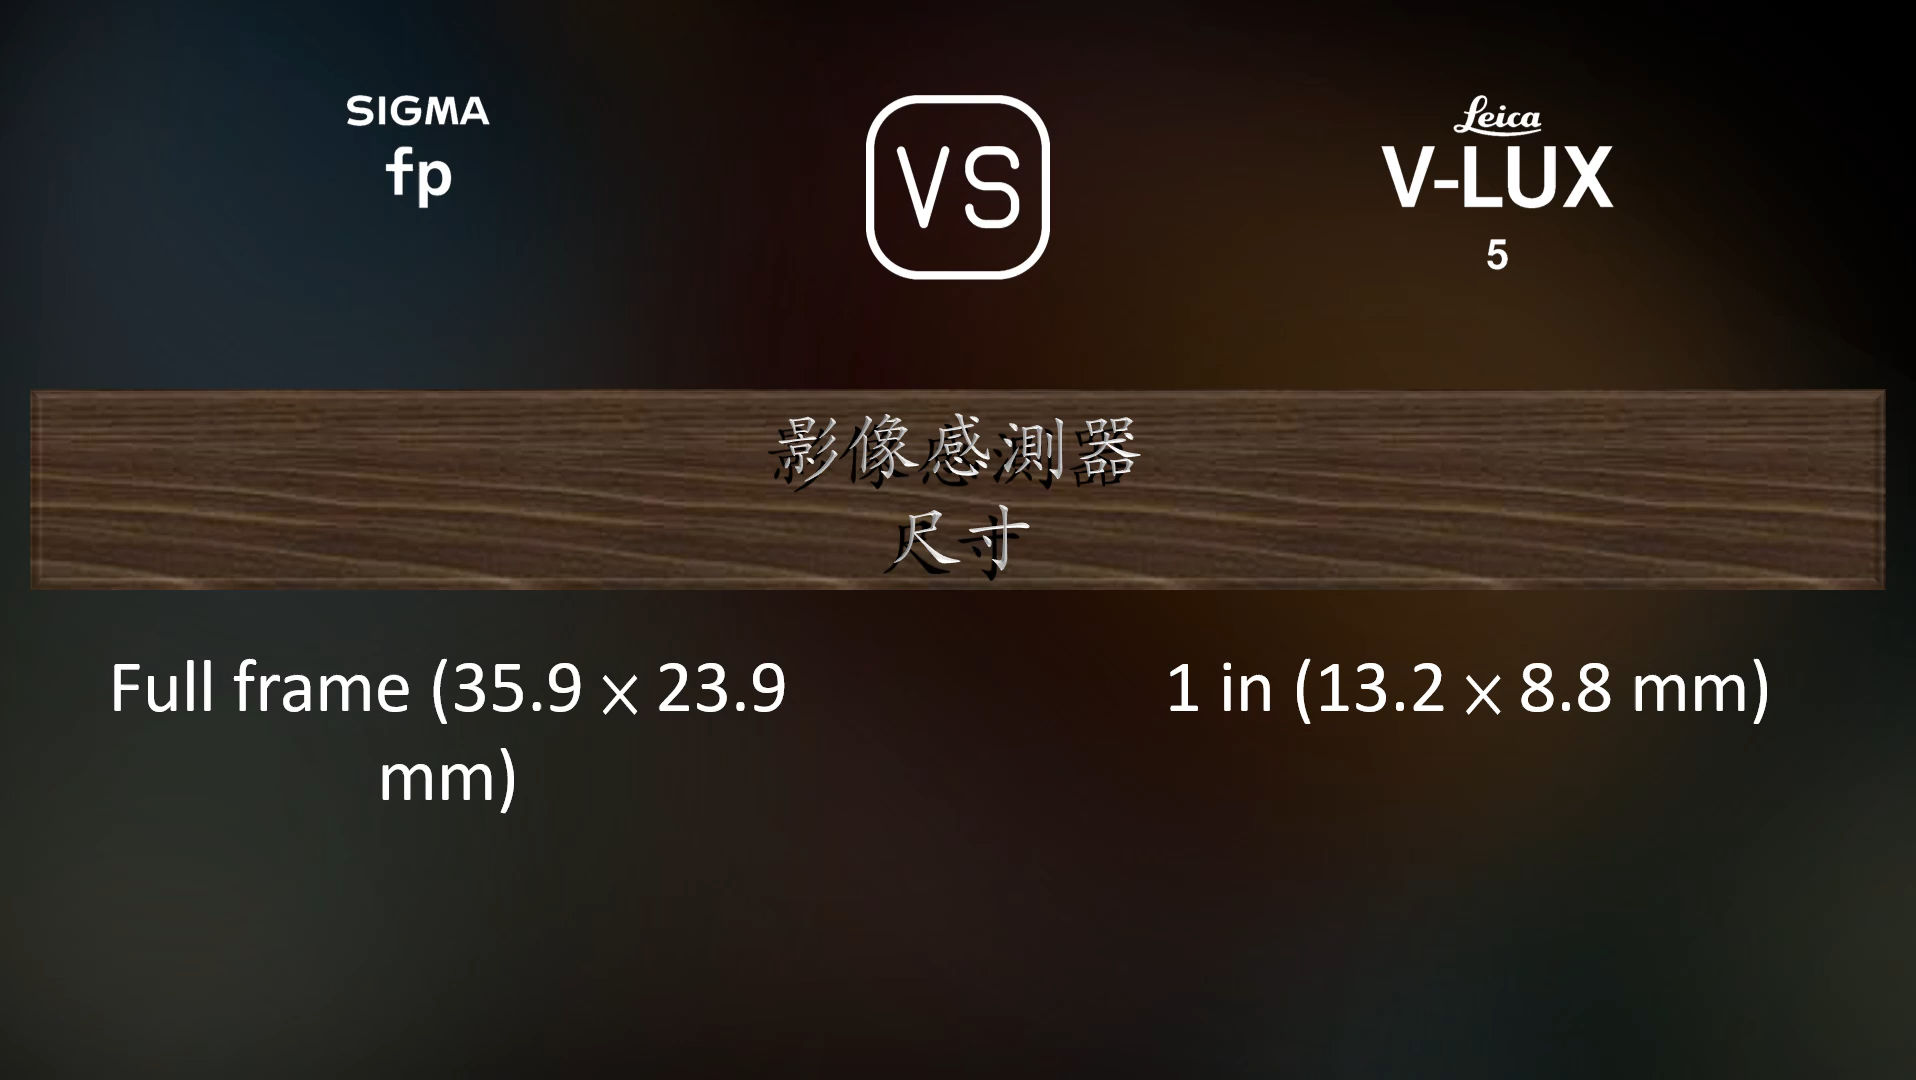 SIGMA
fp
VS
Leica
V-LUX
5
影像感測器
尺寸
Full frame (35.9 x 23.9
mm)
1 in (13.2 x 8.8 mm)